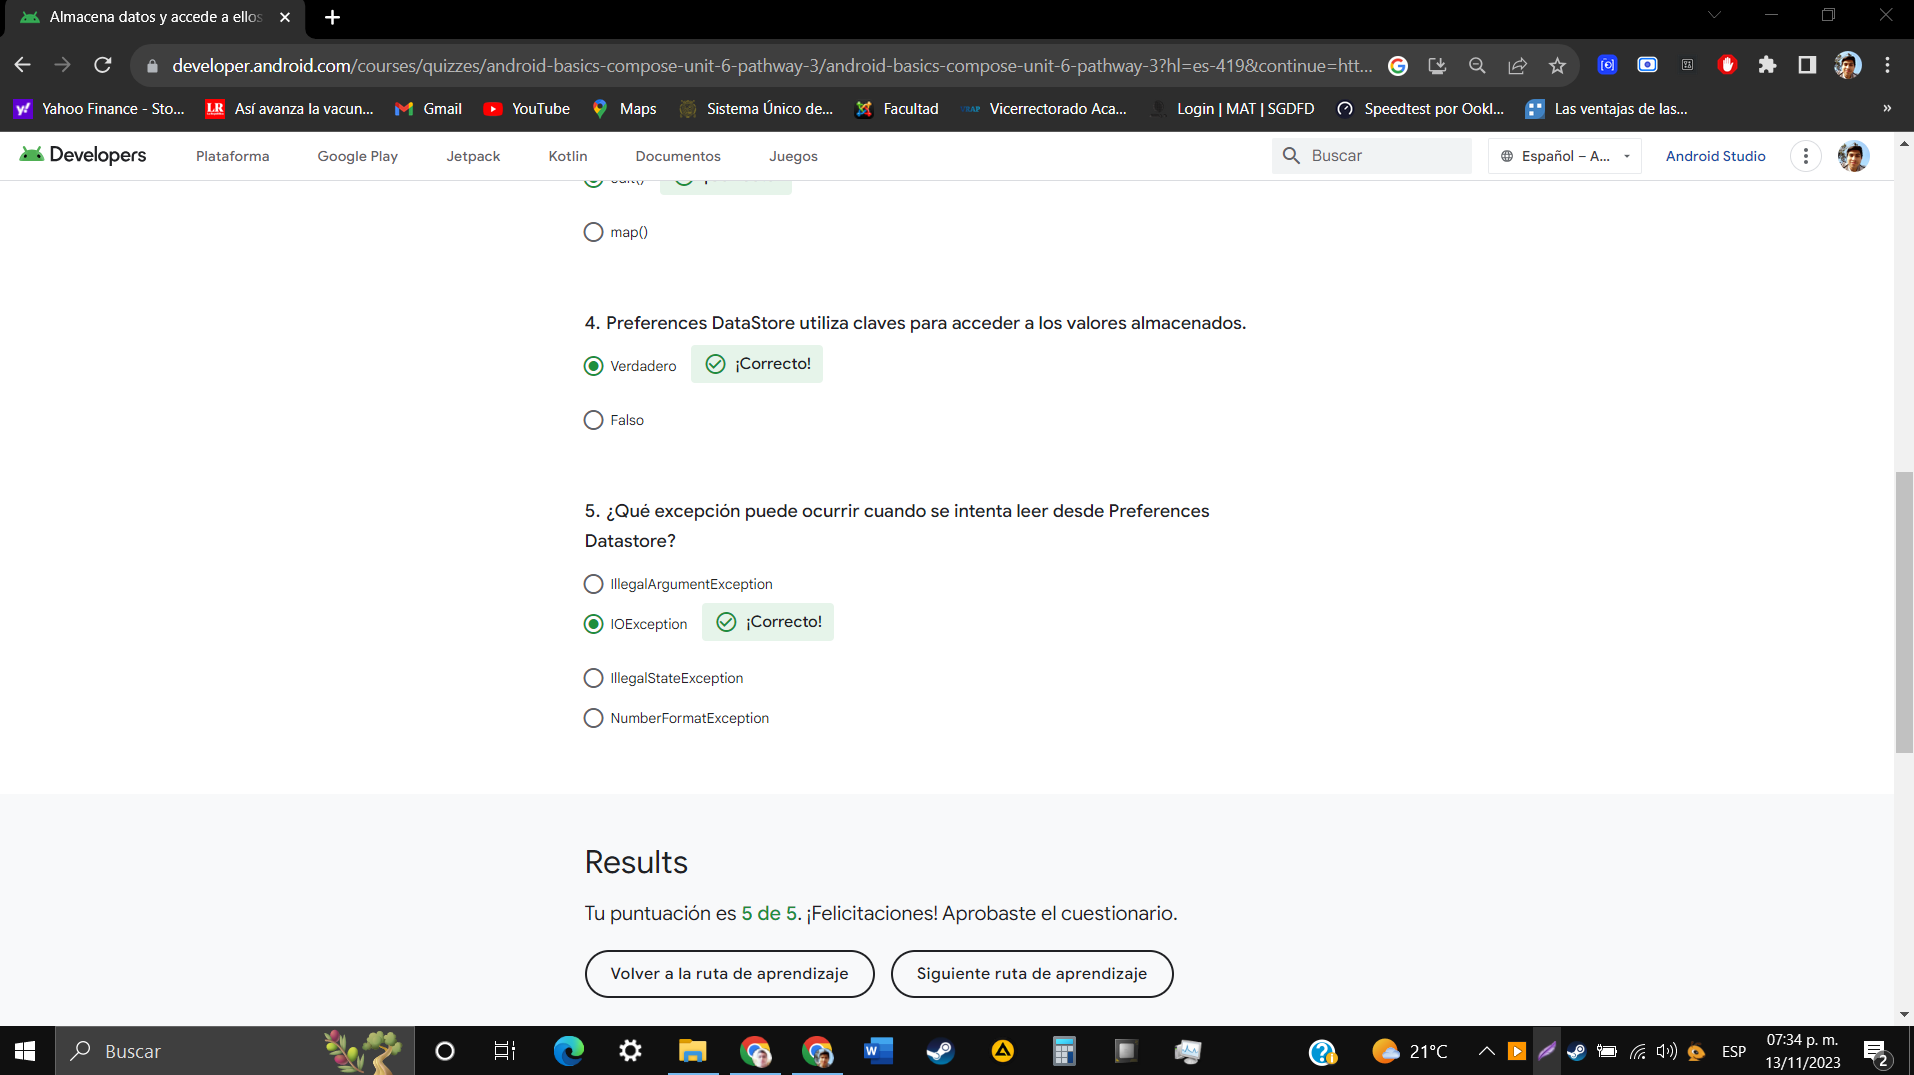 Almacena datos y accede a ellos
developer.android.com/courses/quizzes/android-basics-compose-unit-6-pathway-3/android-basics-compose-unit-6-pathway-3?hl=es-419&continue=htt...
Yahoo Finance - Sto...
LR Así avanza la vacun...
Gmail
YouTube
Maps
Sistema Único de...
Facultad
Vicerrectorado Aca...
Login | MAT | SGDFD
Speedtest por Ookl...
Las ventajas de las...
»
Developers
Plataforma
Google Play
Jetpack
Kotlin
Documentos
Juegos
Buscar
Español – A...
Android Studio
map()
4. Preferences DataStore utiliza claves para acceder a los valores almacenados.
Verdadero
¡Correcto!
Falso
5. ¿Qué excepción puede ocurrir cuando se intenta leer desde Preferences
Datastore?
IllegalArgumentException
IOException
¡Correcto!
IllegalStateException
NumberFormatException
Results
Tu puntuación es 5 de 5. ¡Felicitaciones! Aprobaste el cuestionario.
Volver a la ruta de aprendizaje
Siguiente ruta de aprendizaje
Buscar
21°C
ESP
07:34 p. m.
13/11/2023
2